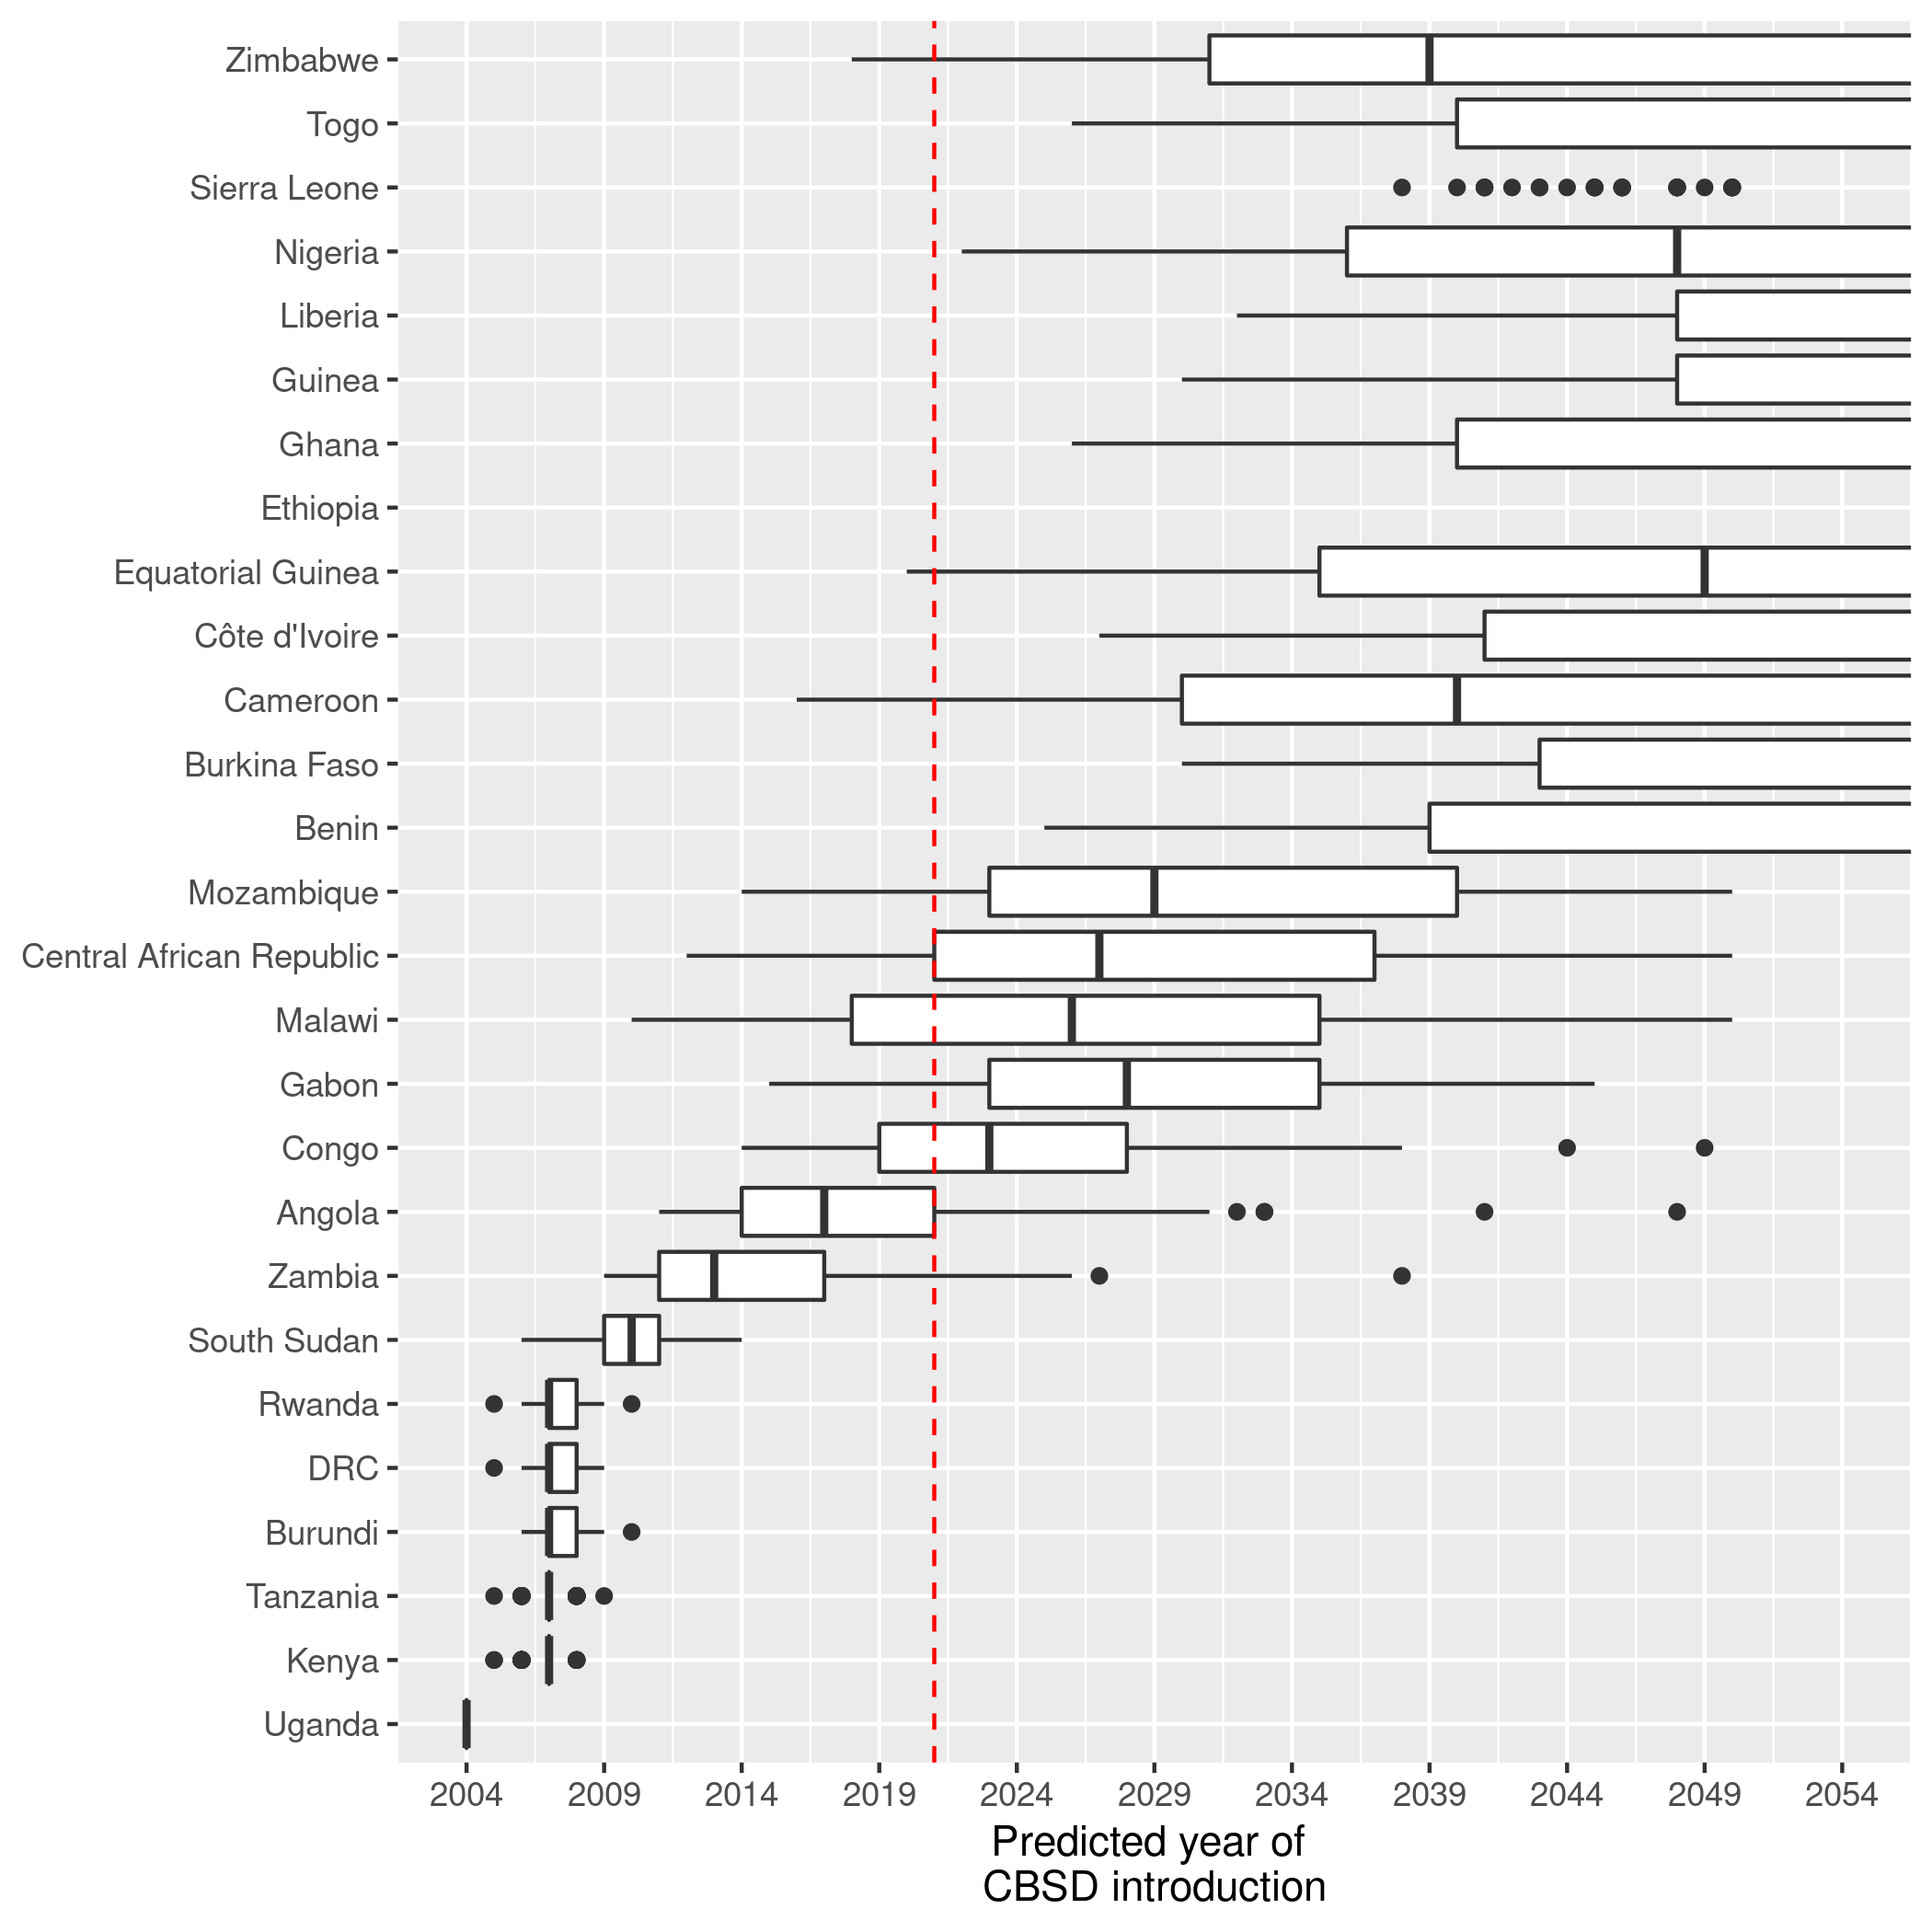 Zimbabwe
Togo
Sierra Leone
Nigeria
Liberia
Guinea
Ghana
Ethiopia
Equatorial Guinea
Côte d'Ivoire
Cameroon
Burkina Faso
Benin
Mozambique
Central African Republic
Malawi
Gabon
Congo
Angola
Zambia
South Sudan
Rwanda
DRC
Burundi
Tanzania
Kenya
Uganda
2004 2009 2014 2019 2024 2029 2034 2039 2044 2049 2054
Predicted year of
CBSD introduction